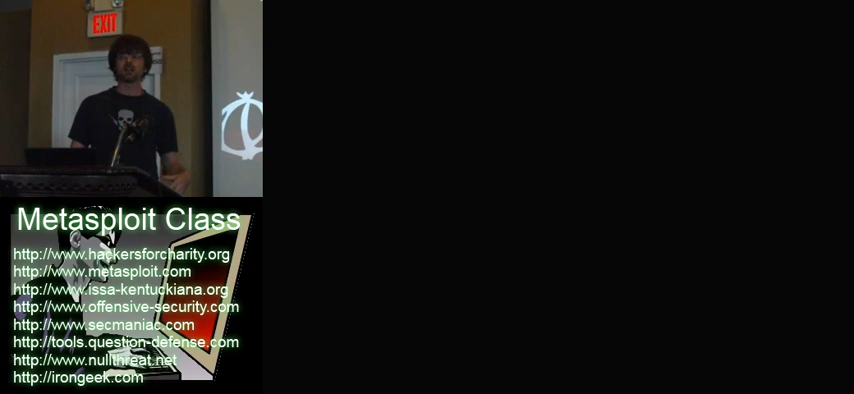 EXIT
Metasploit Class
http://www.hackersforcharity.org
http://www.metasploit.com
http://www.issa-kentuckiana.org
http://www.offensive-security.com
http://www.secmaniac.com
http://tools.question-defense.com
http://www.nullthreat.net
http://irongeek.com